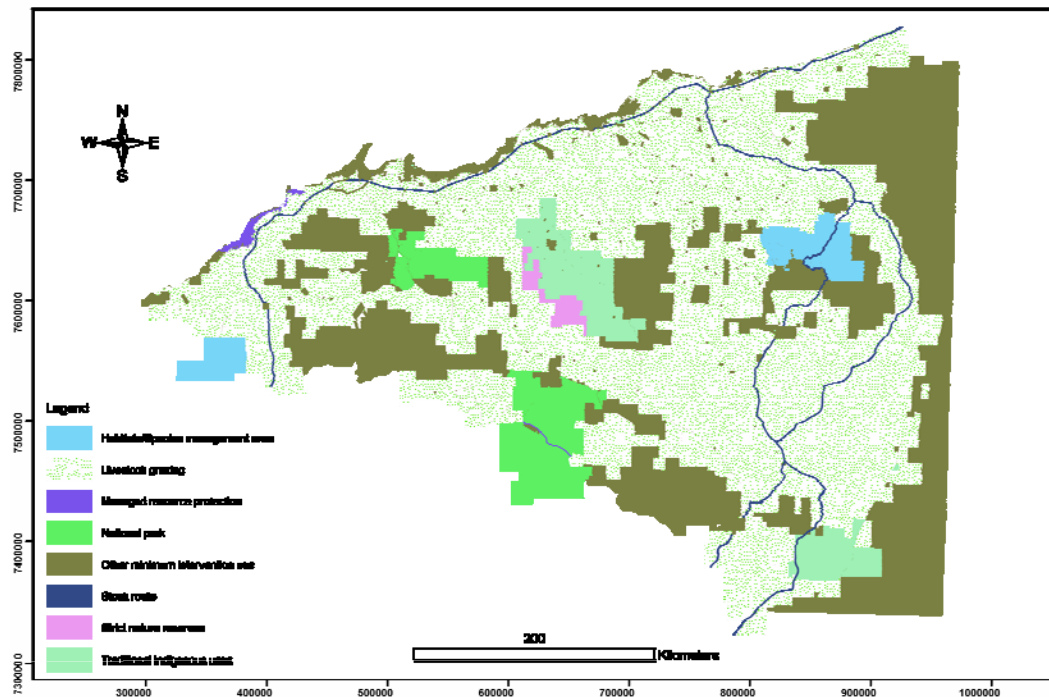 7800000
7700000
7600000
7500000
7400000
7300000
N
W E
S
Legend
Habitats/Species management area
Livestock grazing
Managed resource protection
National park
Other minimum intervention use
Stock route
Strict nature reserves
Traditional indigenous uses
200
Kilometers
300000 400000 500000 600000 700000 800000 900000 1000000